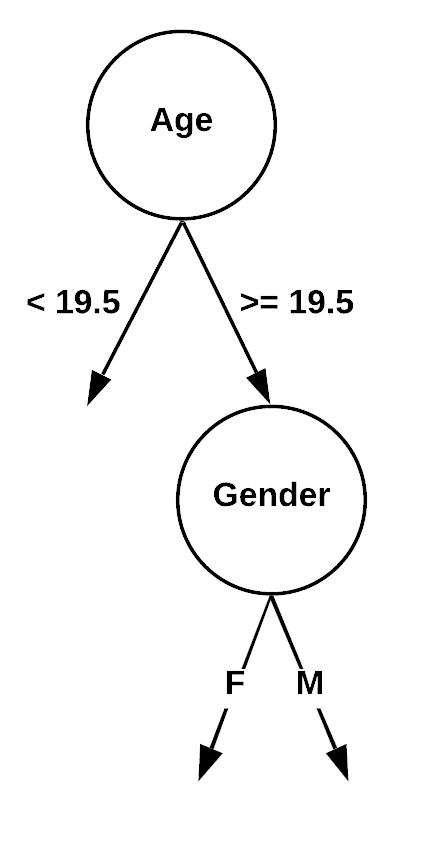 Age
< 19.5
>= 19.5
Gender
F
M